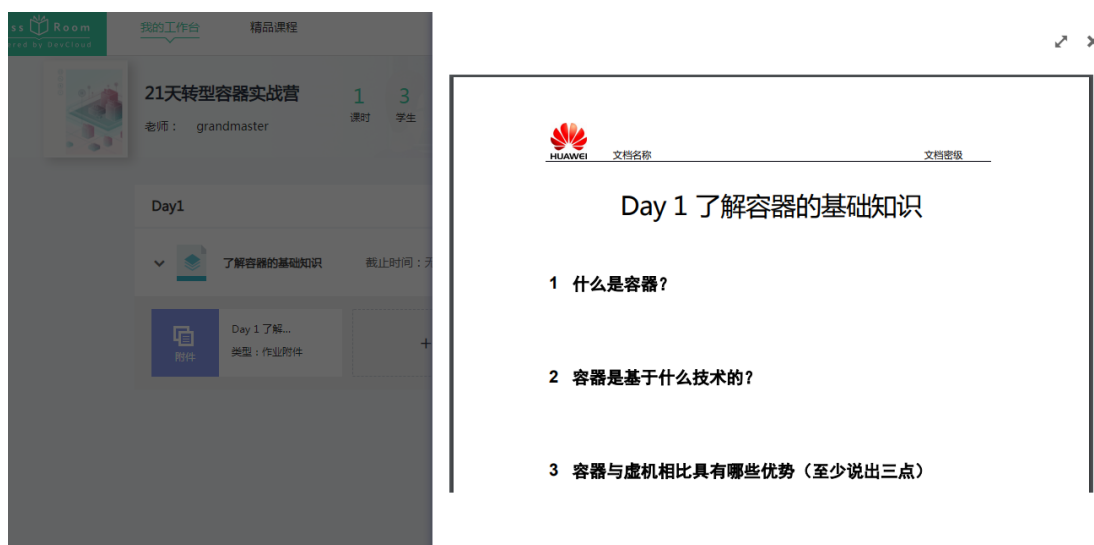 ss Room
ered by DevCloud
我的工作台 精品课程
21天转型容器实战营
老师： grandmaster
1 3
课时 学生
Day1
了解容器的基础知识 截止时间：
Day 1 了解...
类型：作业附件
附件
+
HUAWEI 文档名称 文档密级
Day 1 了解容器的基础知识
1 什么是容器？
2 容器是基于什么技术的？
3 容器与虚机相比具有哪些优势（至少说出三点）